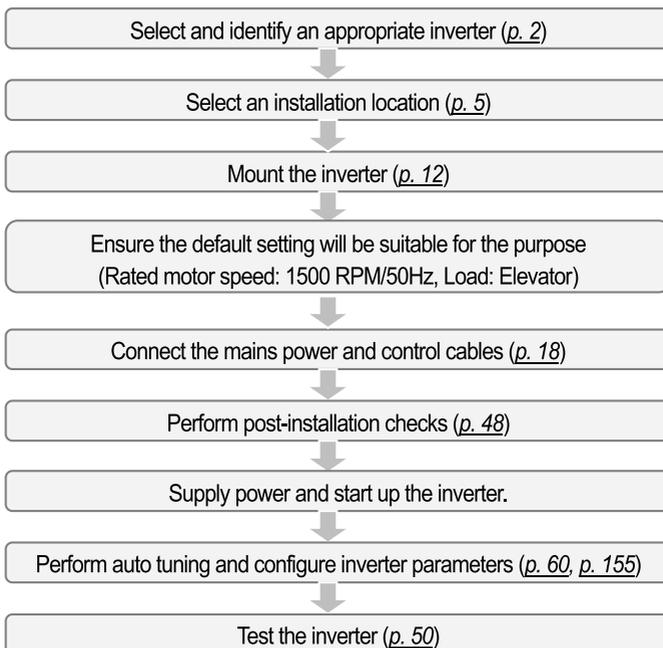 Select and identify an appropriate inverter (p. 2)
Select an installation location (p. 5)
Mount the inverter (p. 12)
Ensure the default setting will be suitable for the purpose
(Rated motor speed: 1500 RPM/50Hz, Load: Elevator)
Connect the mains power and control cables (p. 18)
Perform post-installation checks (p. 48)
Supply power and start up the inverter.
Perform auto tuning and configure inverter parameters (p. 60, p. 155)
Test the inverter (p. 50)